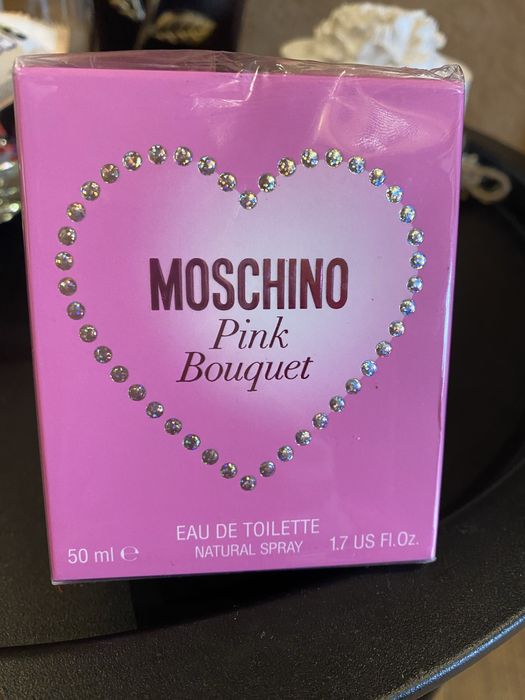 MOSCHINO
Pink
Bouquet
EAU DE TOILETTE
50 ml ℮ NATURAL SPRAY 1.7 US Fl.Oz.